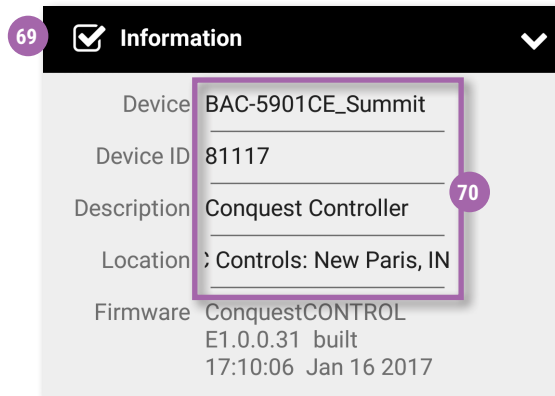 69 Information
Device BAC-5901CE_Summit
Device ID 81117
70
Description Conquest Controller
Location Controls: New Paris, IN
Firmware ConquestCONTROL
E1.0.0.31 built
17:10:06 Jan 16 2017